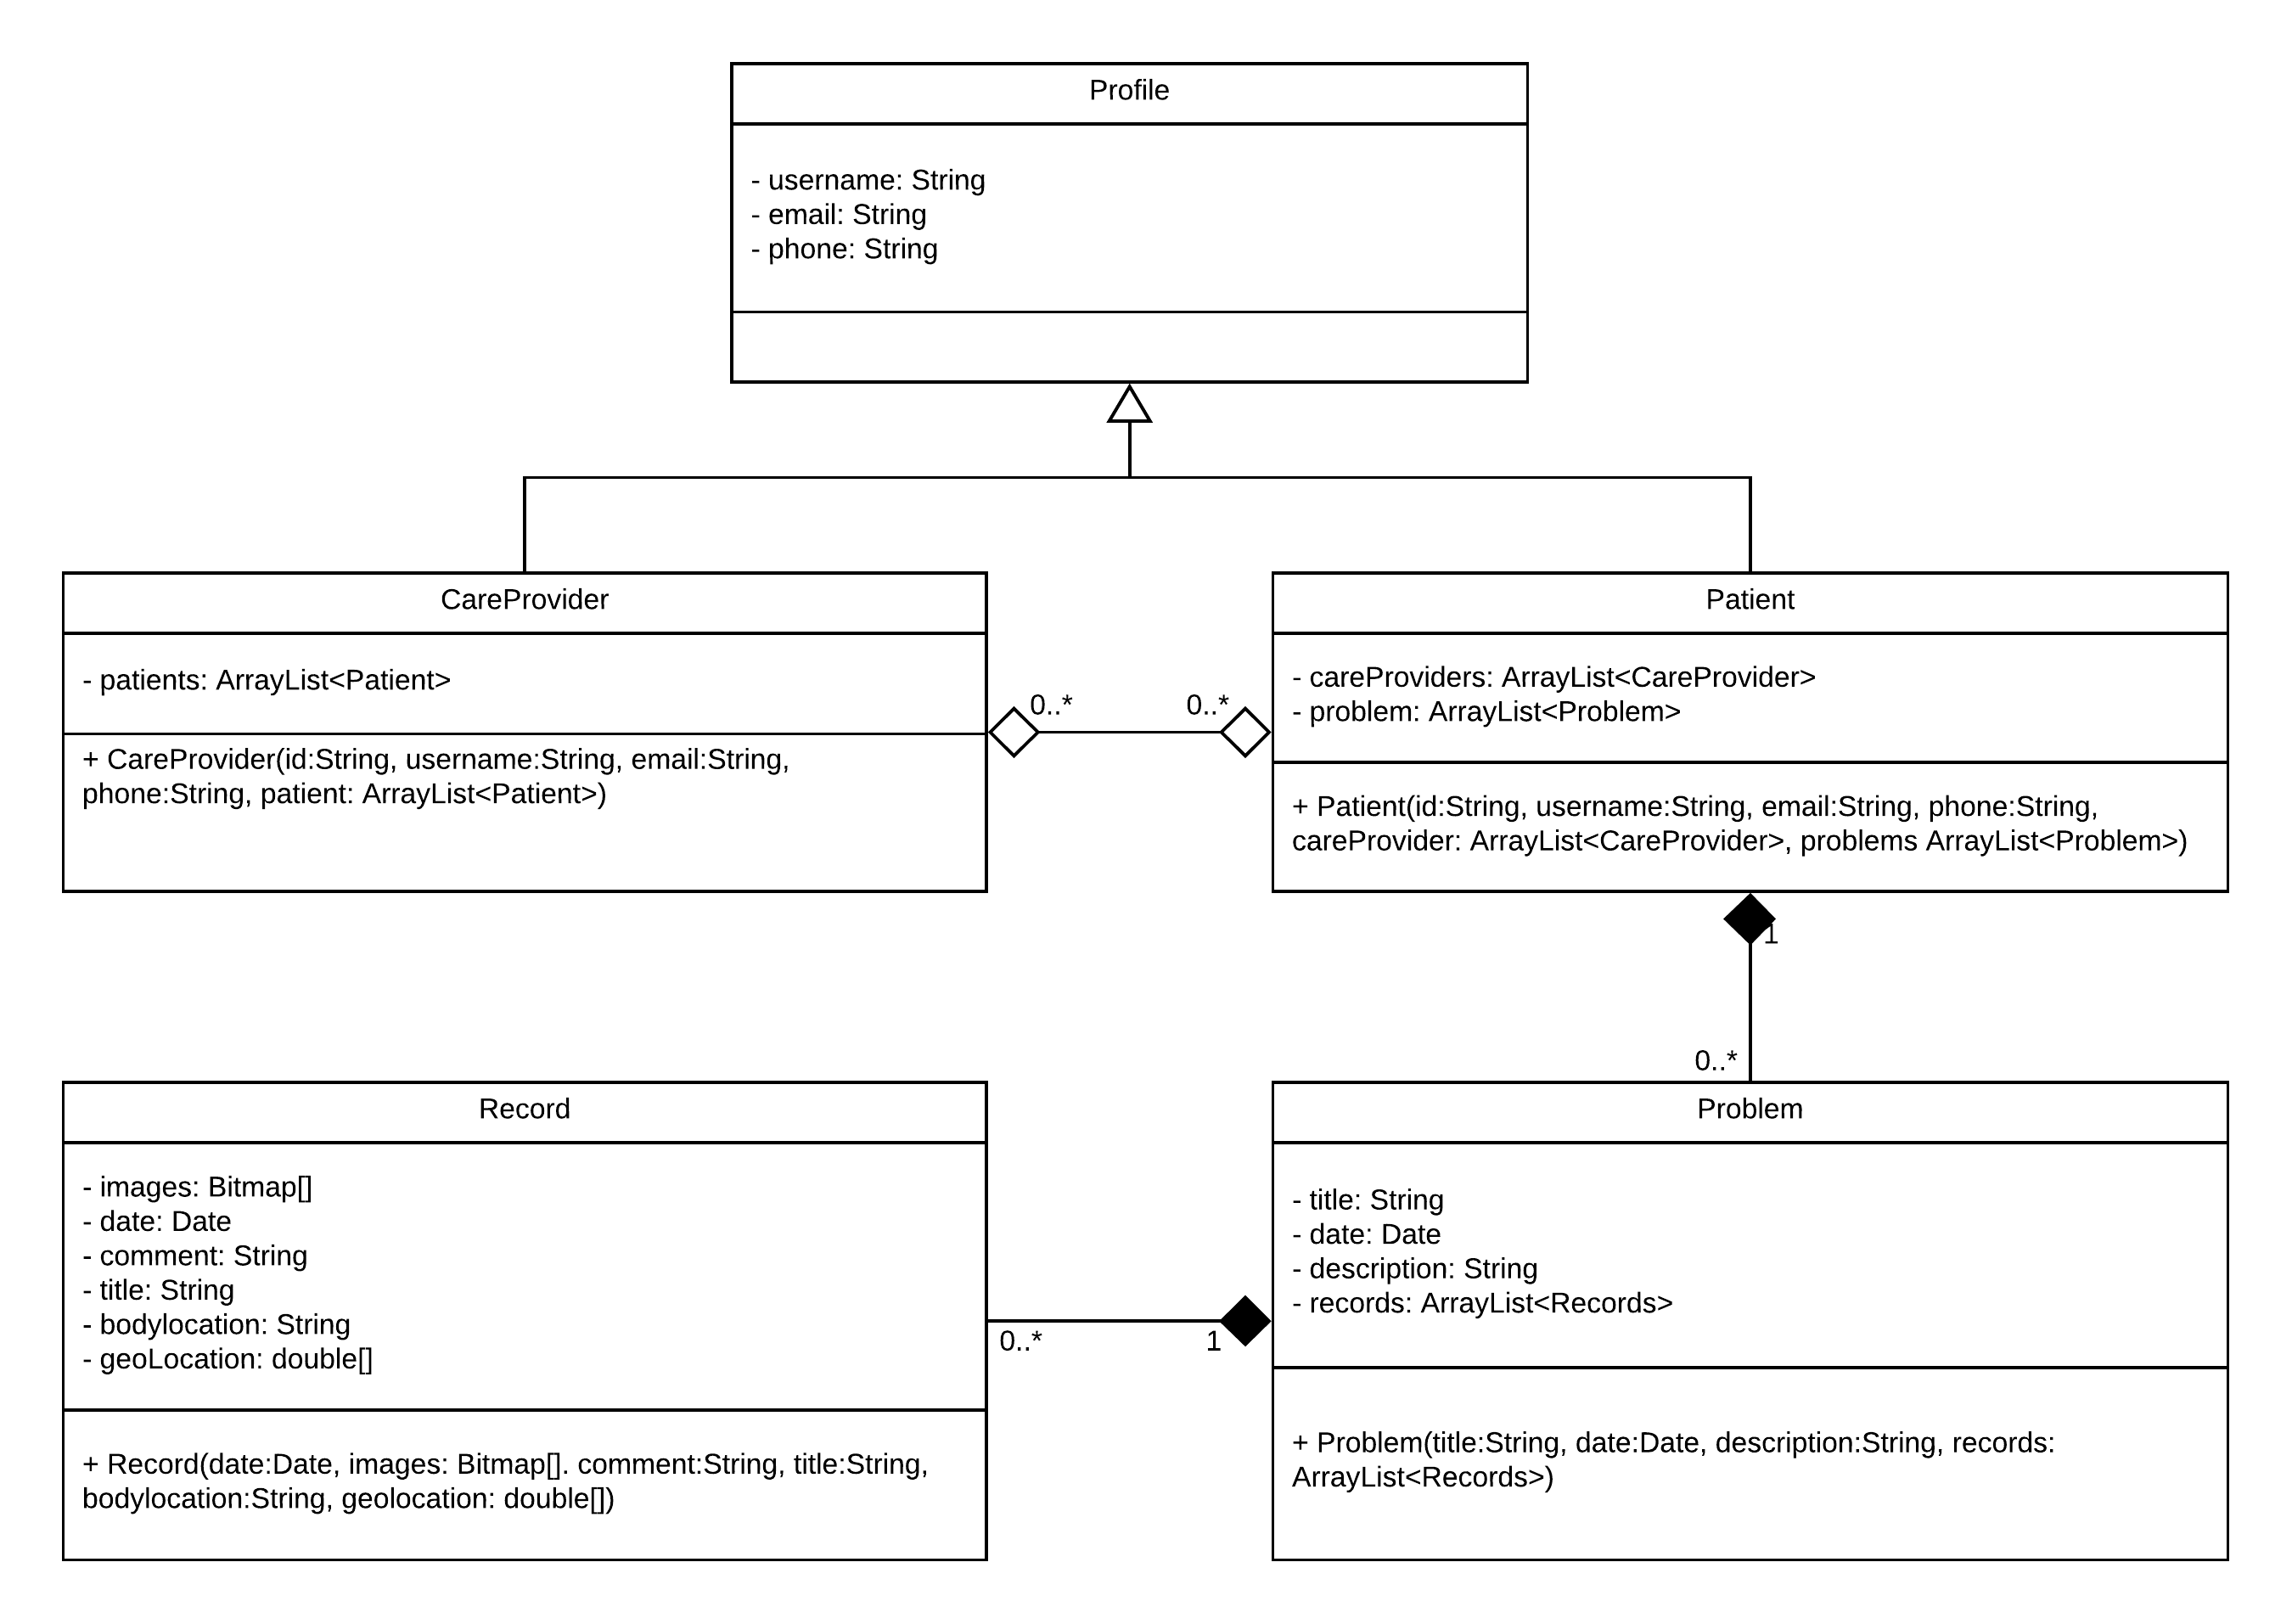 Profile
- username: String
- email: String
- phone: String
CareProvider
- patients: ArrayList<Patient>
+ CareProvider(id:String, username:String, email:String,
phone:String, patient: ArrayList<Patient>)
0..*
0..*
Patient
- careProviders: ArrayList<CareProvider>
- problem: ArrayList<Problem>
+ Patient(id:String, username:String, email:String, phone:String,
careProvider: ArrayList<CareProvider>, problems ArrayList<Problem>)
1
0..*
Record
- images: Bitmap[]
- date: Date
- comment: String
- title: String
- bodylocation: String
- geoLocation: double[]
+ Record(date:Date, images: Bitmap[]. comment:String, title:String,
bodylocation:String, geolocation: double[])
0..*
1
Problem
- title: String
- date: Date
- description: String
- records: ArrayList<Records>
+ Problem(title:String, date:Date, description:String, records:
ArrayList<Records>)